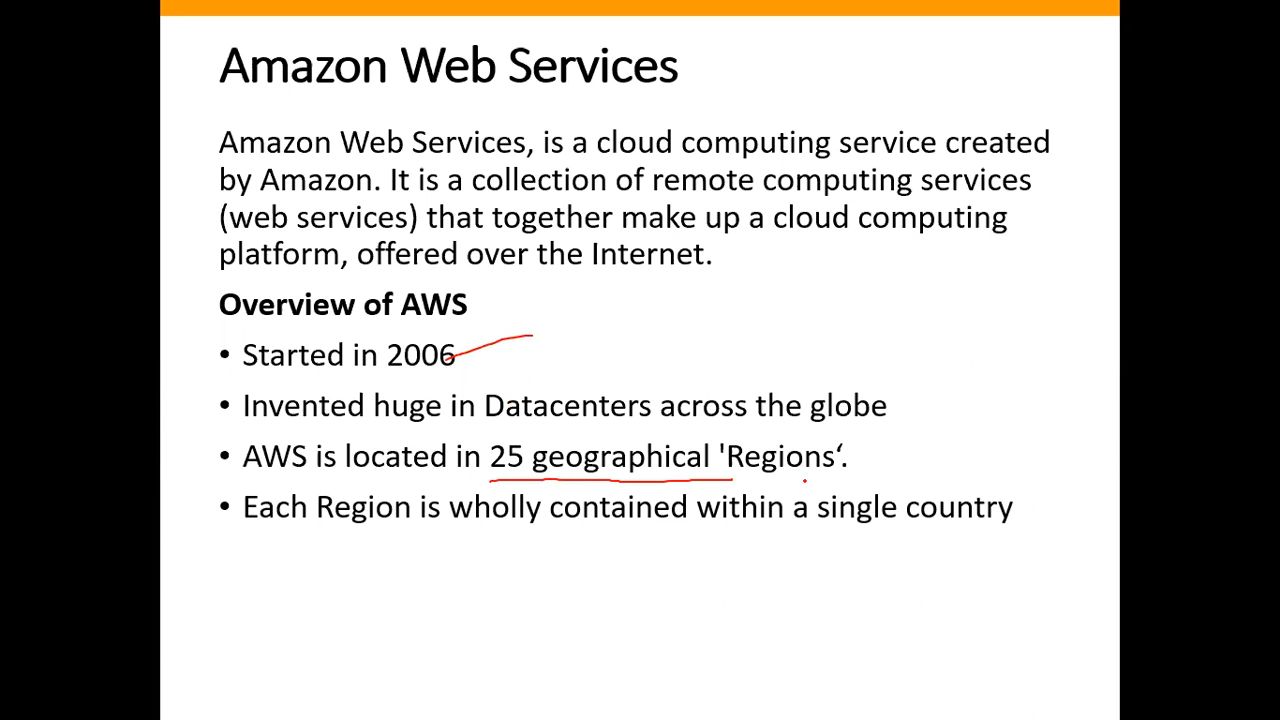 Amazon Web Services
Amazon Web Services, is a cloud computing service created
by Amazon. It is a collection of remote computing services
(web services) that together make up a cloud computing
platform, offered over the Internet.
Overview of AWS
• Started in 2006
• Invented huge in Datacenters across the globe
• AWS is located in 25 geographical 'Regions‘.
• Each Region is wholly contained within a single country